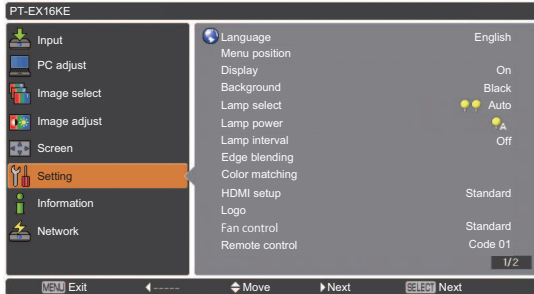 PT-EX16KE
Input
PC adjust
Image select
Image adjust
Screen
Setting
Information
Network
Language English
Menu position
Display On
Background Black
Lamp select Auto
Lamp power A
Lamp interval Off
Edge blending
Color matching
HDMI setup Standard
Logo
Fan control Standard
Remote control Code 01
1/2
MENU Exit ----- Move Next SELECT Next